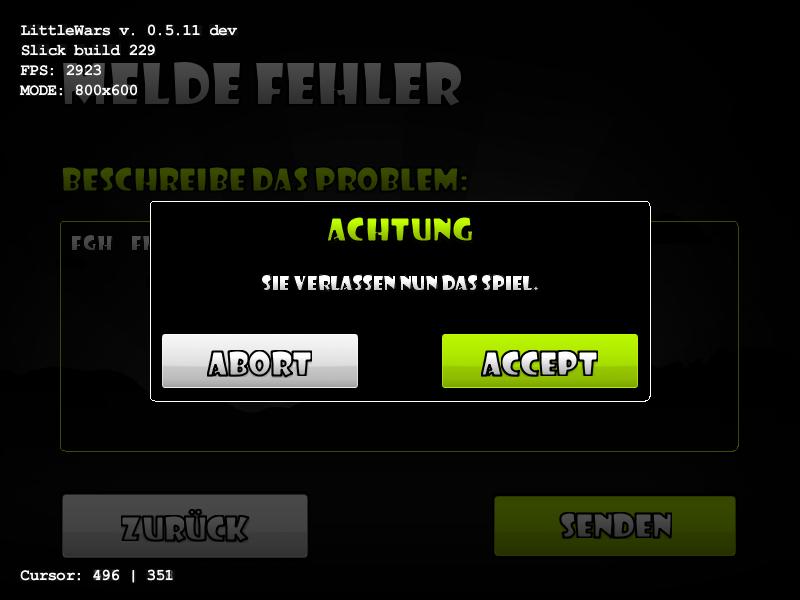 LittleWars v. 0.5.11 dev
Slick build 229
FPS: 2923
MODE: 800x600
MELDE FEHLER
BESCHREIBE DAS PROBLEM:
FGH
ACHTUNG
SIE VERLASSEN NUN DAS SPIEL.
ABORT ACCEPT
ZURÜCK SENDEN
Cursor: 496 | 351